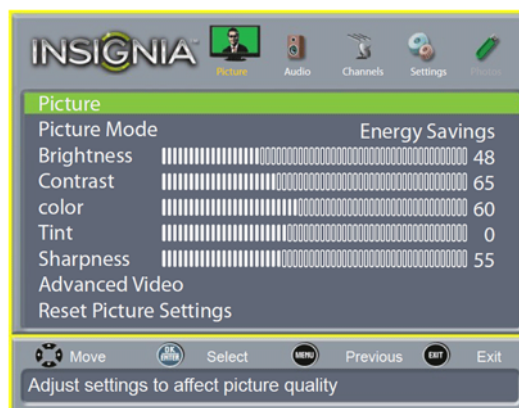 INSIGNIA
Picture Audio Channels Settings Photos
Picture
Picture Mode Energy Savings
Brightness 48
Contrast 65
color 60
Tint 0
Sharpness 55
Advanced Video
Reset Picture Settings
Move OK ENTER Select MENU Previous EXIT Exit
Adjust settings to affect picture quality